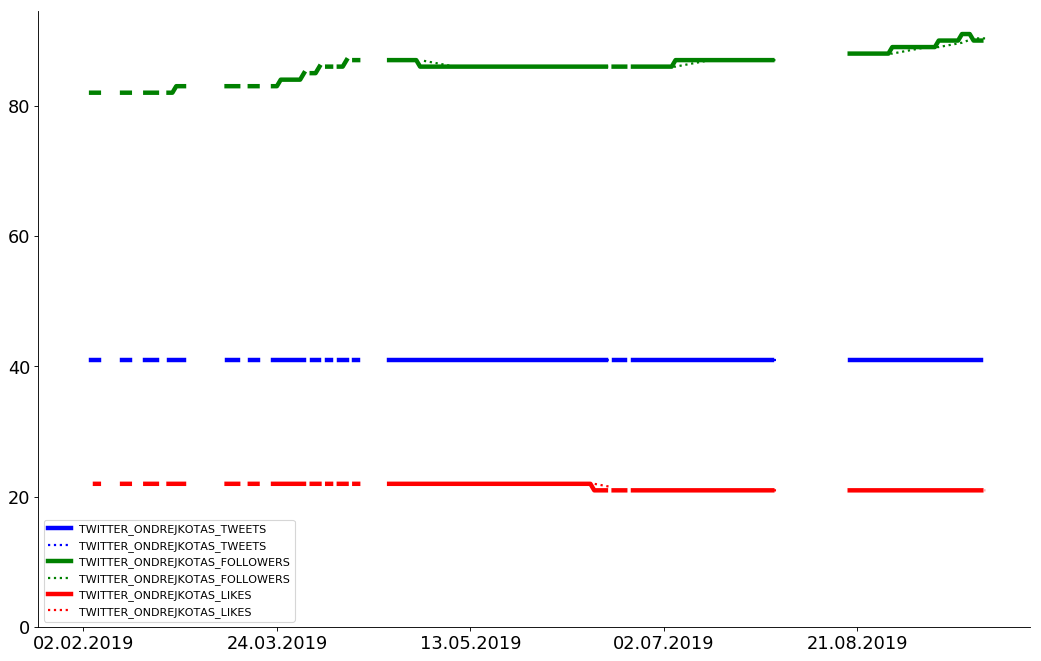 80
60
40
20
0
TWITTER_ONDREJKOTAS_TWEETS
TWITTER_ONDREJKOTAS_TWEETS
TWITTER_ONDREJKOTAS_FOLLOWERS
TWITTER_ONDREJKOTAS_FOLLOWERS
TWITTER_ONDREJKOTAS_LIKES
TWITTER_ONDREJKOTAS_LIKES
02.02.2019 24.03.2019 13.05.2019 02.07.2019 21.08.2019